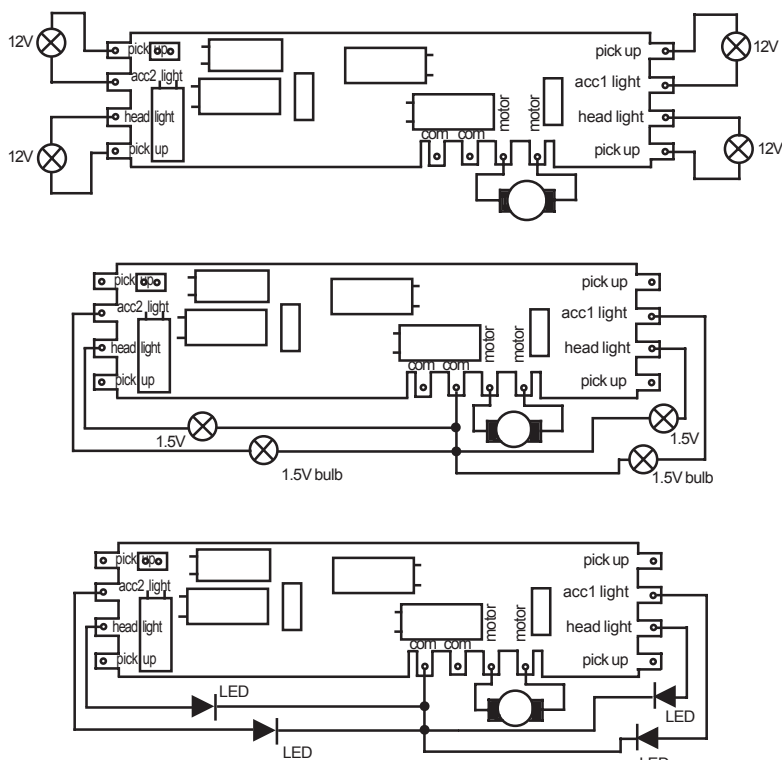 12V
pick up
acc2 light
head light
pick up
12V
com
com
motor
motor
pick up
acc1 light
head light
pick up
12V
12V
pick up
acc2 light
head light
pick up
com
com
motor
motor
pick up
acc1 light
head light
pick up
1.5V
1.5V bulb
1.5V
1.5V bulb
pick up
acc2 light
head light
pick up
com
com
motor
motor
pick up
acc1 light
head light
pick up
LED
LED
LED
LED